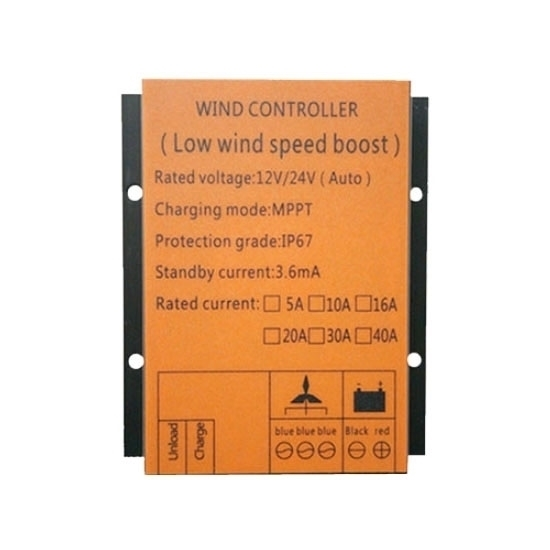 WIND CONTROLLER
( Low wind speed boost )
Rated voltage:12V/24V ( Auto )
Charging mode:MPPT
Protection grade:IP67
Standby current:3.6mA
Rated current: □ 5A □10A □16A
□20A □30A □40A
Unload
Charge
blue blue blue
Black red